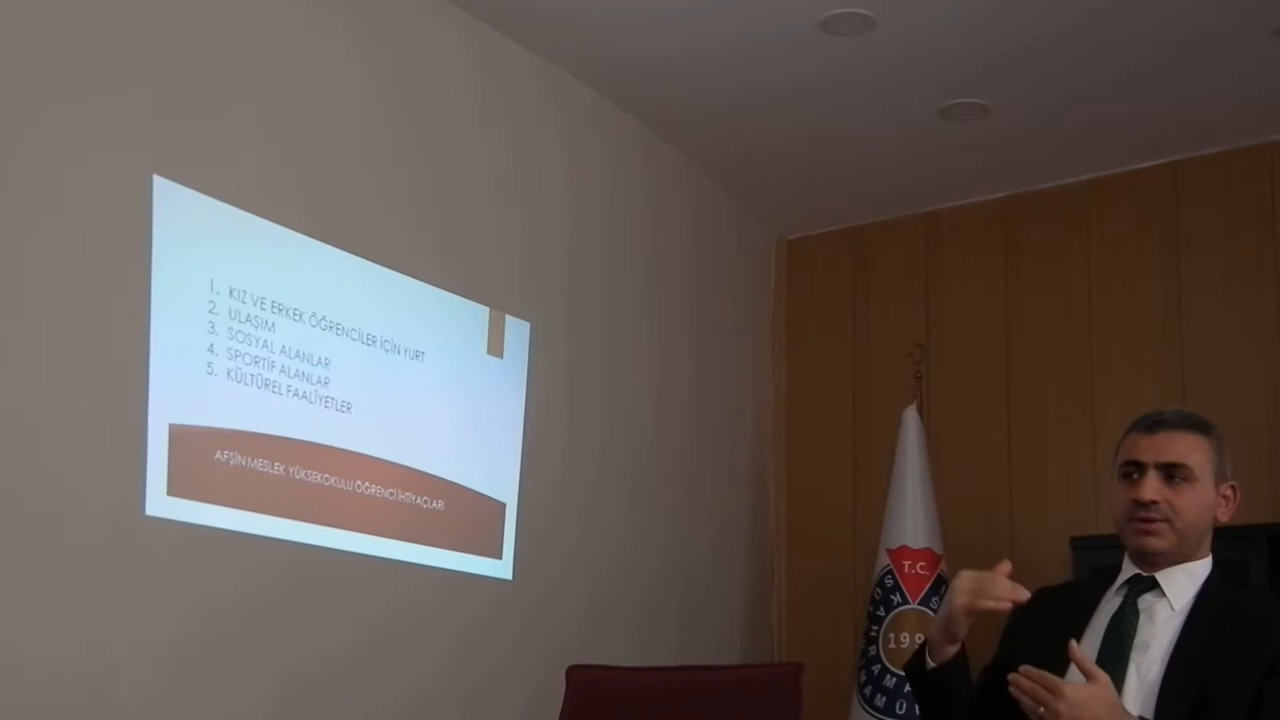 1. KIZ VE ERKEK ÖĞRENCİLER İÇİN YURT
2. ULAŞIM
3. SOSYAL ALANLAR
4. SPORTİF ALANLAR
5. KÜLTÜREL FAALİYETLER
AFŞİN MESLEK YÜKSEKOKULU ÖĞRENCİ İHTİYAÇLARI
T.C.
199